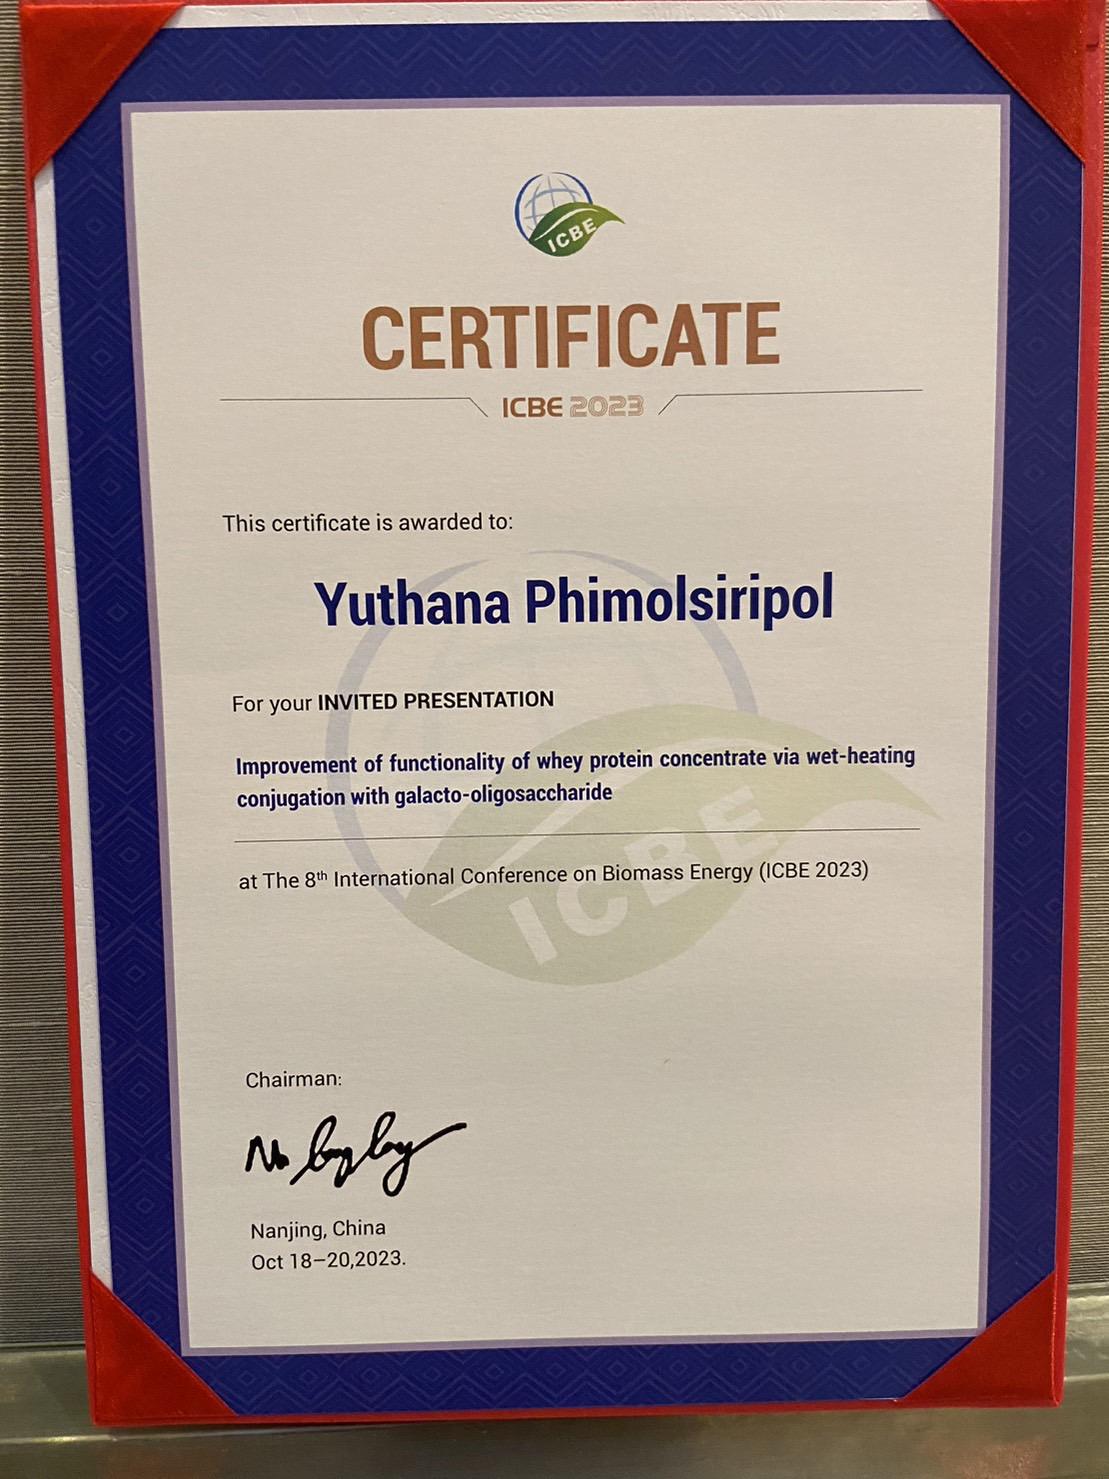 ICBE
CERTIFICATE
ICBE 2023
This certificate is awarded to:
Yuthana Phimolsiripol
For your INVITED PRESENTATION
Improvement of functionality of whey protein concentrate via wet-heating
conjugation with galacto-oligosaccharide
ICBE
at The 8th International Conference on Biomass Energy (ICBE 2023)
Chairman:
Nanjing, China
Oct 18–20,2023.